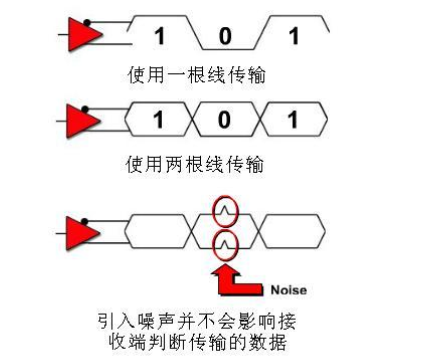 1 0 1
使用一根线传输
1 0 1
使用两根线传输
Noise
引入噪声并不会影响接
收端判断传输的数据